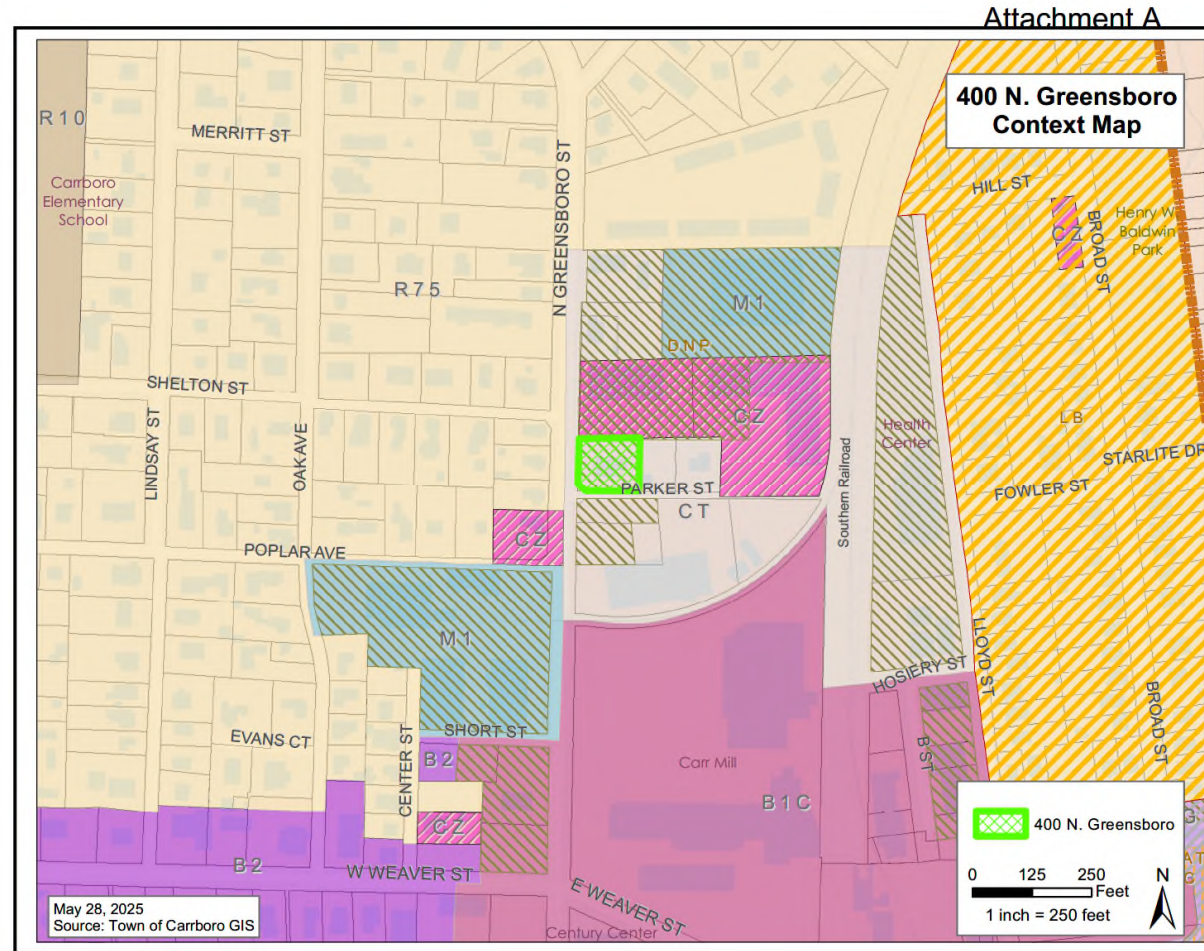 Attachment A
400 N. Greensboro
Context Map
R 1 0
MERRITT ST
Carrboro
Elementary
School
N GREENSBORO ST
HILL ST
C N
BROAD ST
Henry W
Baldwin
Park
R 7 5
M 1
D N P
SHELTON ST
C Z
Health
Center
L B
LINDSAY ST
OAK AVE
Southern Railroad
STARLITE DR
PARKER ST
FOWLER ST
C T
C Z
POPLAR AVE
M 1
LLOYD ST
HOSIERY ST
SHORT ST
EVANS CT
CENTER ST
B 2
B ST
BROAD ST
Carr Mill
B 1 C
C Z
B 2
W WEAVER ST
E WEAVER ST
Century Center
400 N. Greensboro
0 125 250
Feet
1 inch = 250 feet
N
May 28, 2025
Source: Town of Carrboro GIS